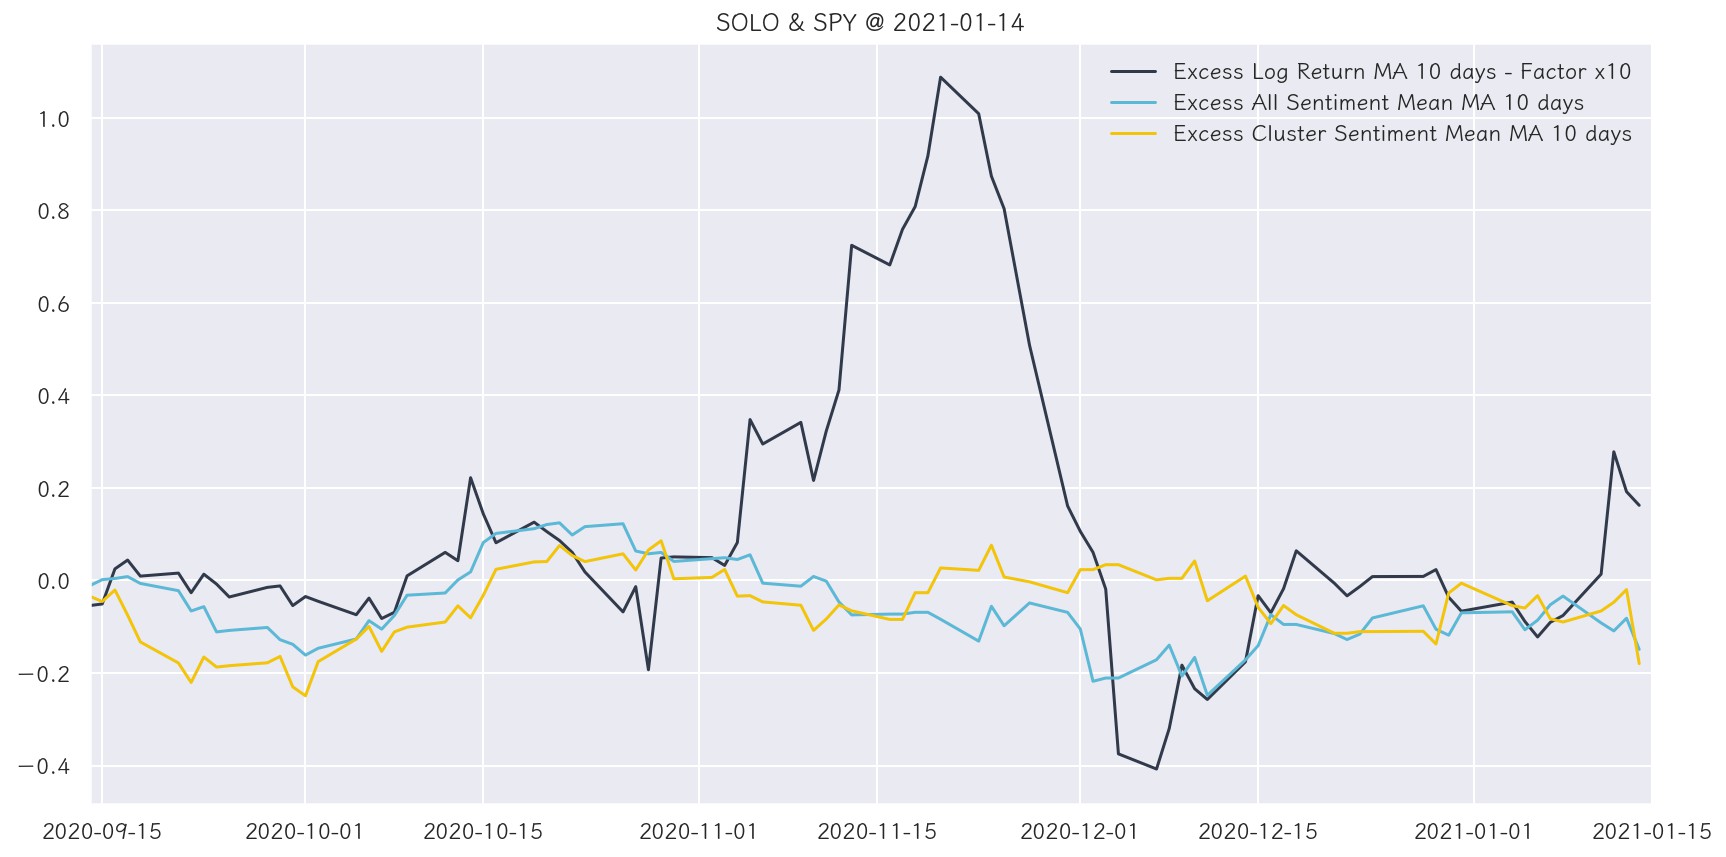 SOLO & SPY @ 2021-01-14
Excess Log Return MA 10 days - Factor x10
Excess All Sentiment Mean MA 10 days
Excess Cluster Sentiment Mean MA 10 days
1.0
0.8
0.6
0.4
0.2
0.0
−0.2
−0.4
2020-09-15 2020-10-01 2020-10-15 2020-11-01 2020-11-15 2020-12-01 2020-12-15 2021-01-01 2021-01-15